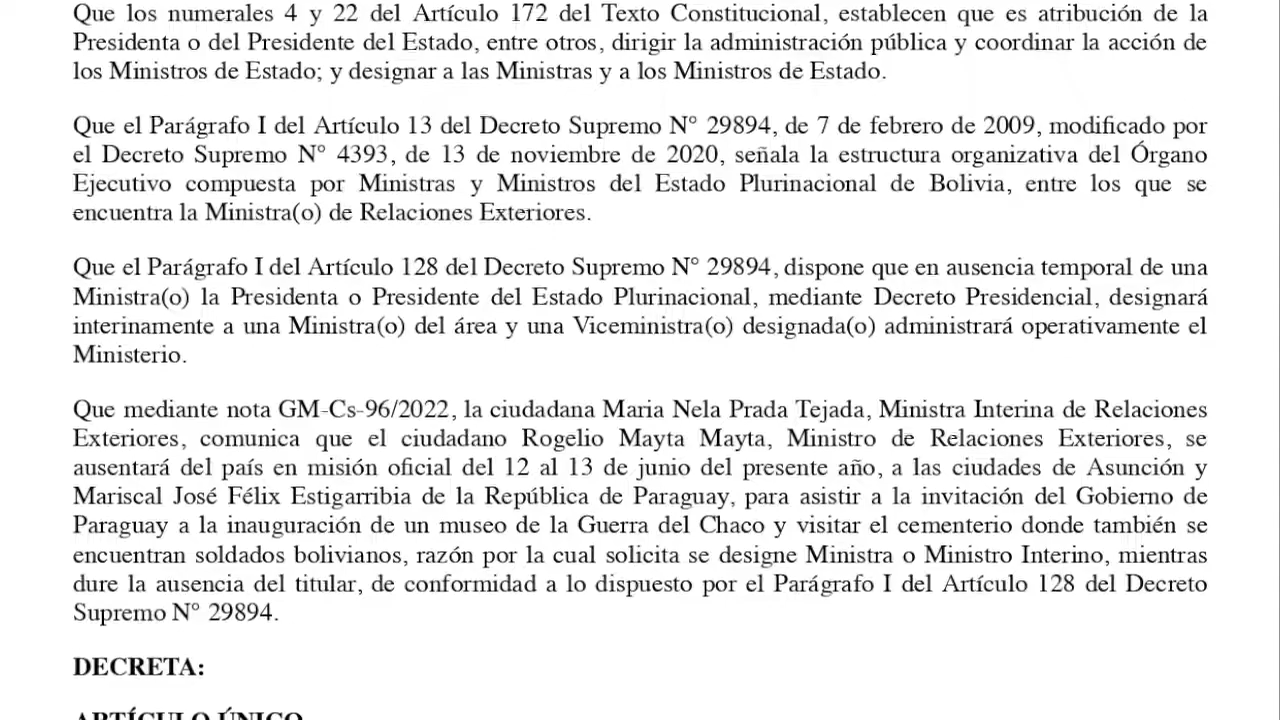 Que los numerales 4 y 22 del Artículo 172 del Texto Constitucional, establecen que es atribución de la
Presidenta o del Presidente del Estado, entre otros, dirigir la administración pública y coordinar la acción de
los Ministros de Estado; y designar a las Ministras y a los Ministros de Estado.
Que el Parágrafo I del Artículo 13 del Decreto Supremo N° 29894, de 7 de febrero de 2009, modificado por
el Decreto Supremo N° 4393, de 13 de noviembre de 2020, señala la estructura organizativa del Órgano
Ejecutivo compuesta por Ministras y Ministros del Estado Plurinacional de Bolivia, entre los que se
encuentra la Ministra(o) de Relaciones Exteriores.
Que el Parágrafo I del Artículo 128 del Decreto Supremo N° 29894, dispone que en ausencia temporal de una
Ministra(o) la Presidenta o Presidente del Estado Plurinacional, mediante Decreto Presidencial, designará
interinamente a una Ministra(o) del área y una Viceministra(o) designada(o) administrará operativamente el
Ministerio.
Que mediante nota GM-Cs-96/2022, la ciudadana Maria Nela Prada Tejada, Ministra Interina de Relaciones
Exteriores, comunica que el ciudadano Rogelio Mayta Mayta, Ministro de Relaciones Exteriores, se
ausentará del país en misión oficial del 12 al 13 de junio del presente año, a las ciudades de Asunción y
Mariscal José Félix Estigarribia de la República de Paraguay, para asistir a la invitación del Gobierno de
Paraguay a la inauguración de un museo de la Guerra del Chaco y visitar el cementerio donde también se
encuentran soldados bolivianos, razón por la cual solicita se designe Ministra o Ministro Interino, mientras
dure la ausencia del titular, de conformidad a lo dispuesto por el Parágrafo I del Artículo 128 del Decreto
Supremo N° 29894.
DECRETA:
ARTÍCULO ÚNICO